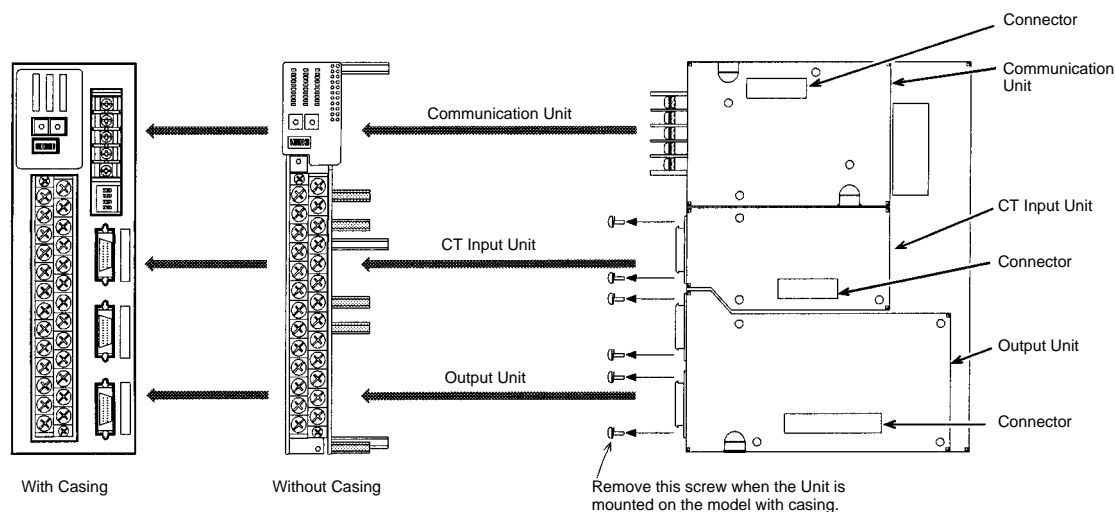 Connector
Communication
Unit
Communication Unit
CT Input Unit
CT Input Unit
Connector
Output Unit
Output Unit
Connector
With Casing
Without Casing
Remove this screw when the Unit is
mounted on the model with casing.